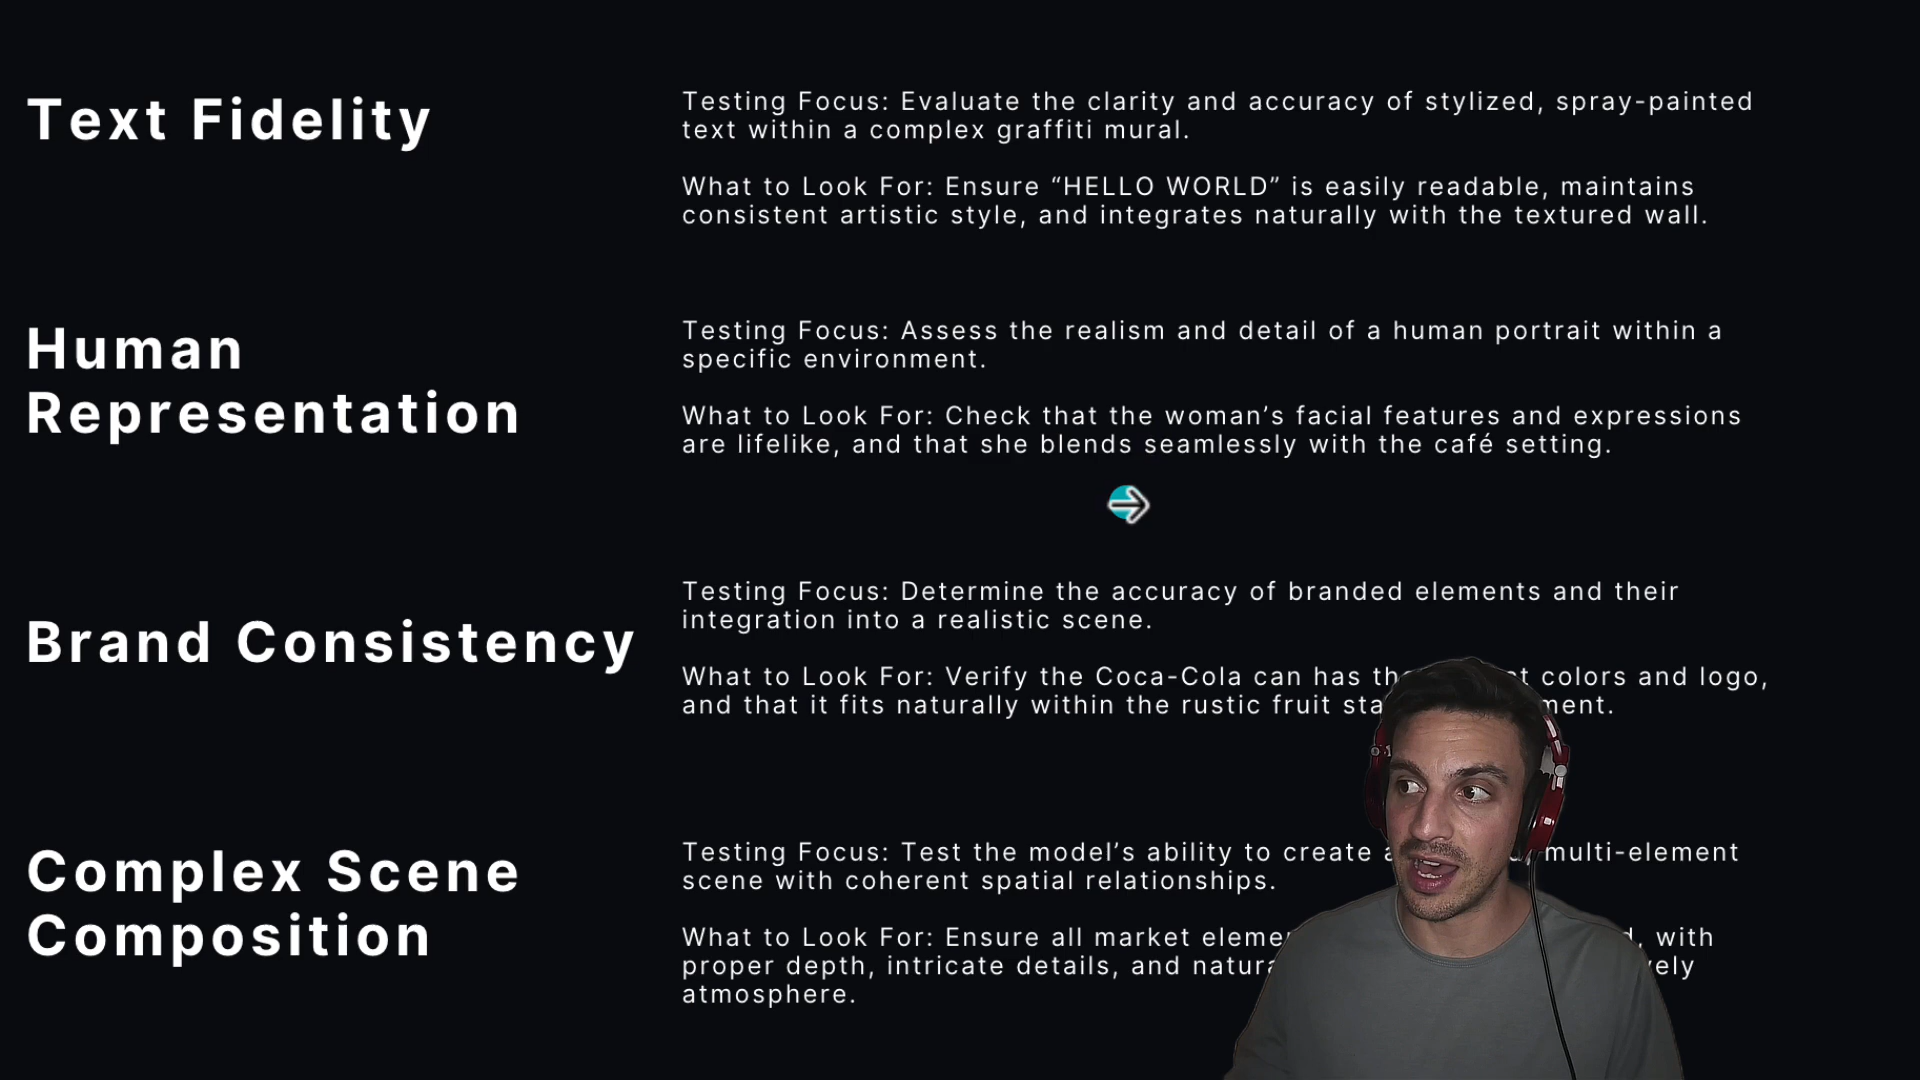 Text Fidelity
Testing Focus: Evaluate the clarity and accuracy of stylized, spray-painted
text within a complex graffiti mural.
What to Look For: Ensure “HELLO WORLD” is easily readable, maintains
consistent artistic style, and integrates naturally with the textured wall.
Human
Representation
Testing Focus: Assess the realism and detail of a human portrait within a
specific environment.
What to Look For: Check that the woman’s facial features and expressions
are lifelike, and that she blends seamlessly with the café setting.
Brand Consistency
Testing Focus: Determine the accuracy of branded elements and their
integration into a realistic scene.
What to Look For: Verify the Coca-Cola can has colors and logo,
and that it fits naturally within the rustic fruit
Complex Scene
Composition
Testing Focus: Test the model’s ability to create multi-element
scene with coherent spatial relationships.
What to Look For: Ensure all market with
proper depth, intricate details, and
atmosphere.